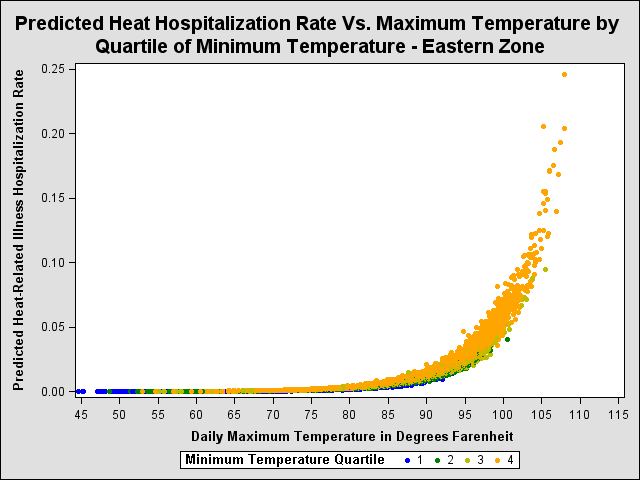 Predicted Heat Hospitalization Rate Vs. Maximum Temperature by
Quartile of Minimum Temperature - Eastern Zone
Predicted Heat-Related Illness Hospitalization Rate
0.25
0.20
0.15
0.10
0.05
0.00
45 50 55 60 65 70 75 80 85 90 95 100 105 110 115
Daily Maximum Temperature in Degrees Farenheit
Minimum Temperature Quartile 1 2 3 4